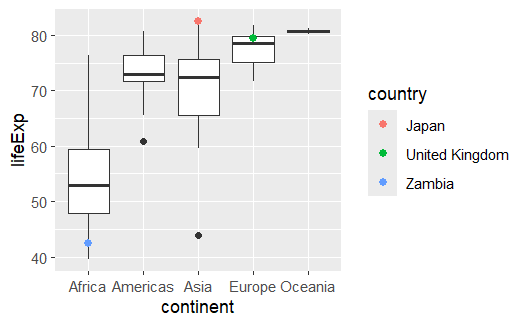 lifeExp
80
70
60
50
40
Africa Americas Asia Europe Oceania
continent
country
Japan
United Kingdom
Zambia